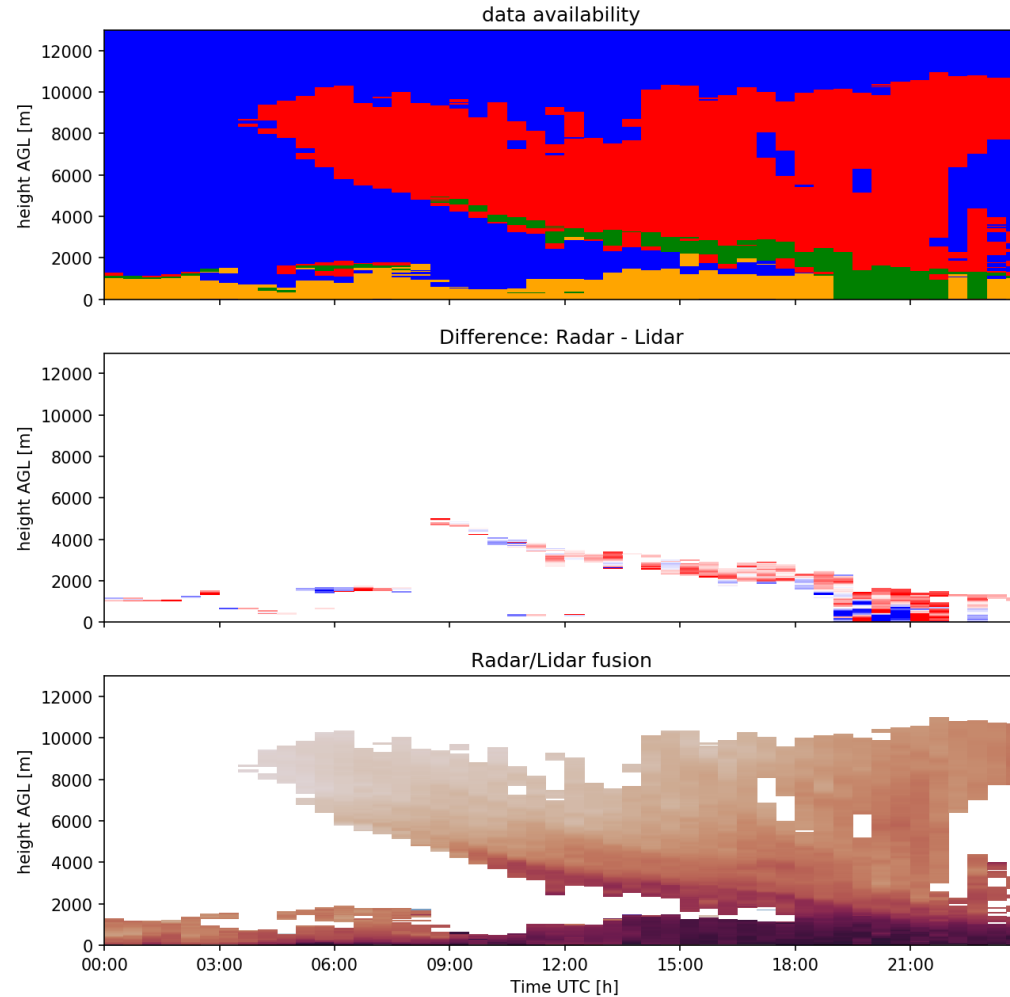 data availability
12000
10000
8000
6000
4000
2000
0
height AGL [m]
Difference: Radar - Lidar
12000
10000
8000
6000
4000
2000
0
height AGL [m]
Radar/Lidar fusion
12000
10000
8000
6000
4000
2000
0
height AGL [m]
00:00 03:00 06:00 09:00 12:00 15:00 18:00 21:00
Time UTC [h]